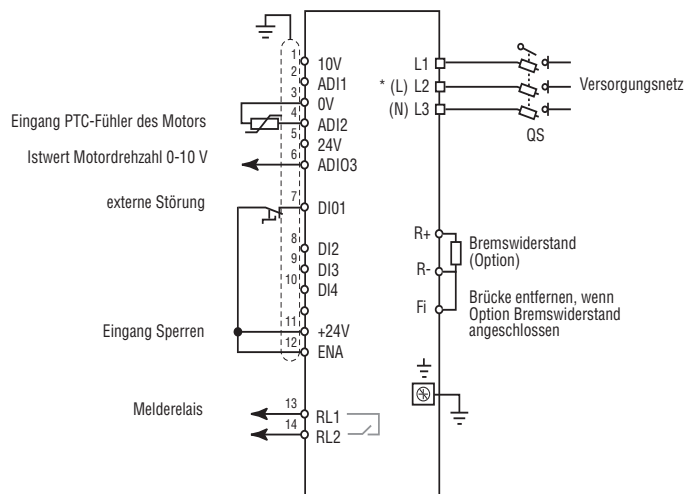 1 10V
2 ADI1
3 0V
Eingang PTC-Fühler des Motors 4 ADI2
5 24V
Istwert Motordrehzahl 0-10 V 6 ADIO3
externe Störung 7 DIO1
8 DI2
9 DI3
10 DI4
11 +24V
Eingang Sperren 12 ENA
Melderelais 13 RL1
14 RL2
L1
* (L) L2 Versorgungsnetz
(N) L3
QS
R+
Bremswiderstand
(Option)
R-
Fi
Brücke entfernen, wenn
Option Bremswiderstand
angeschlossen